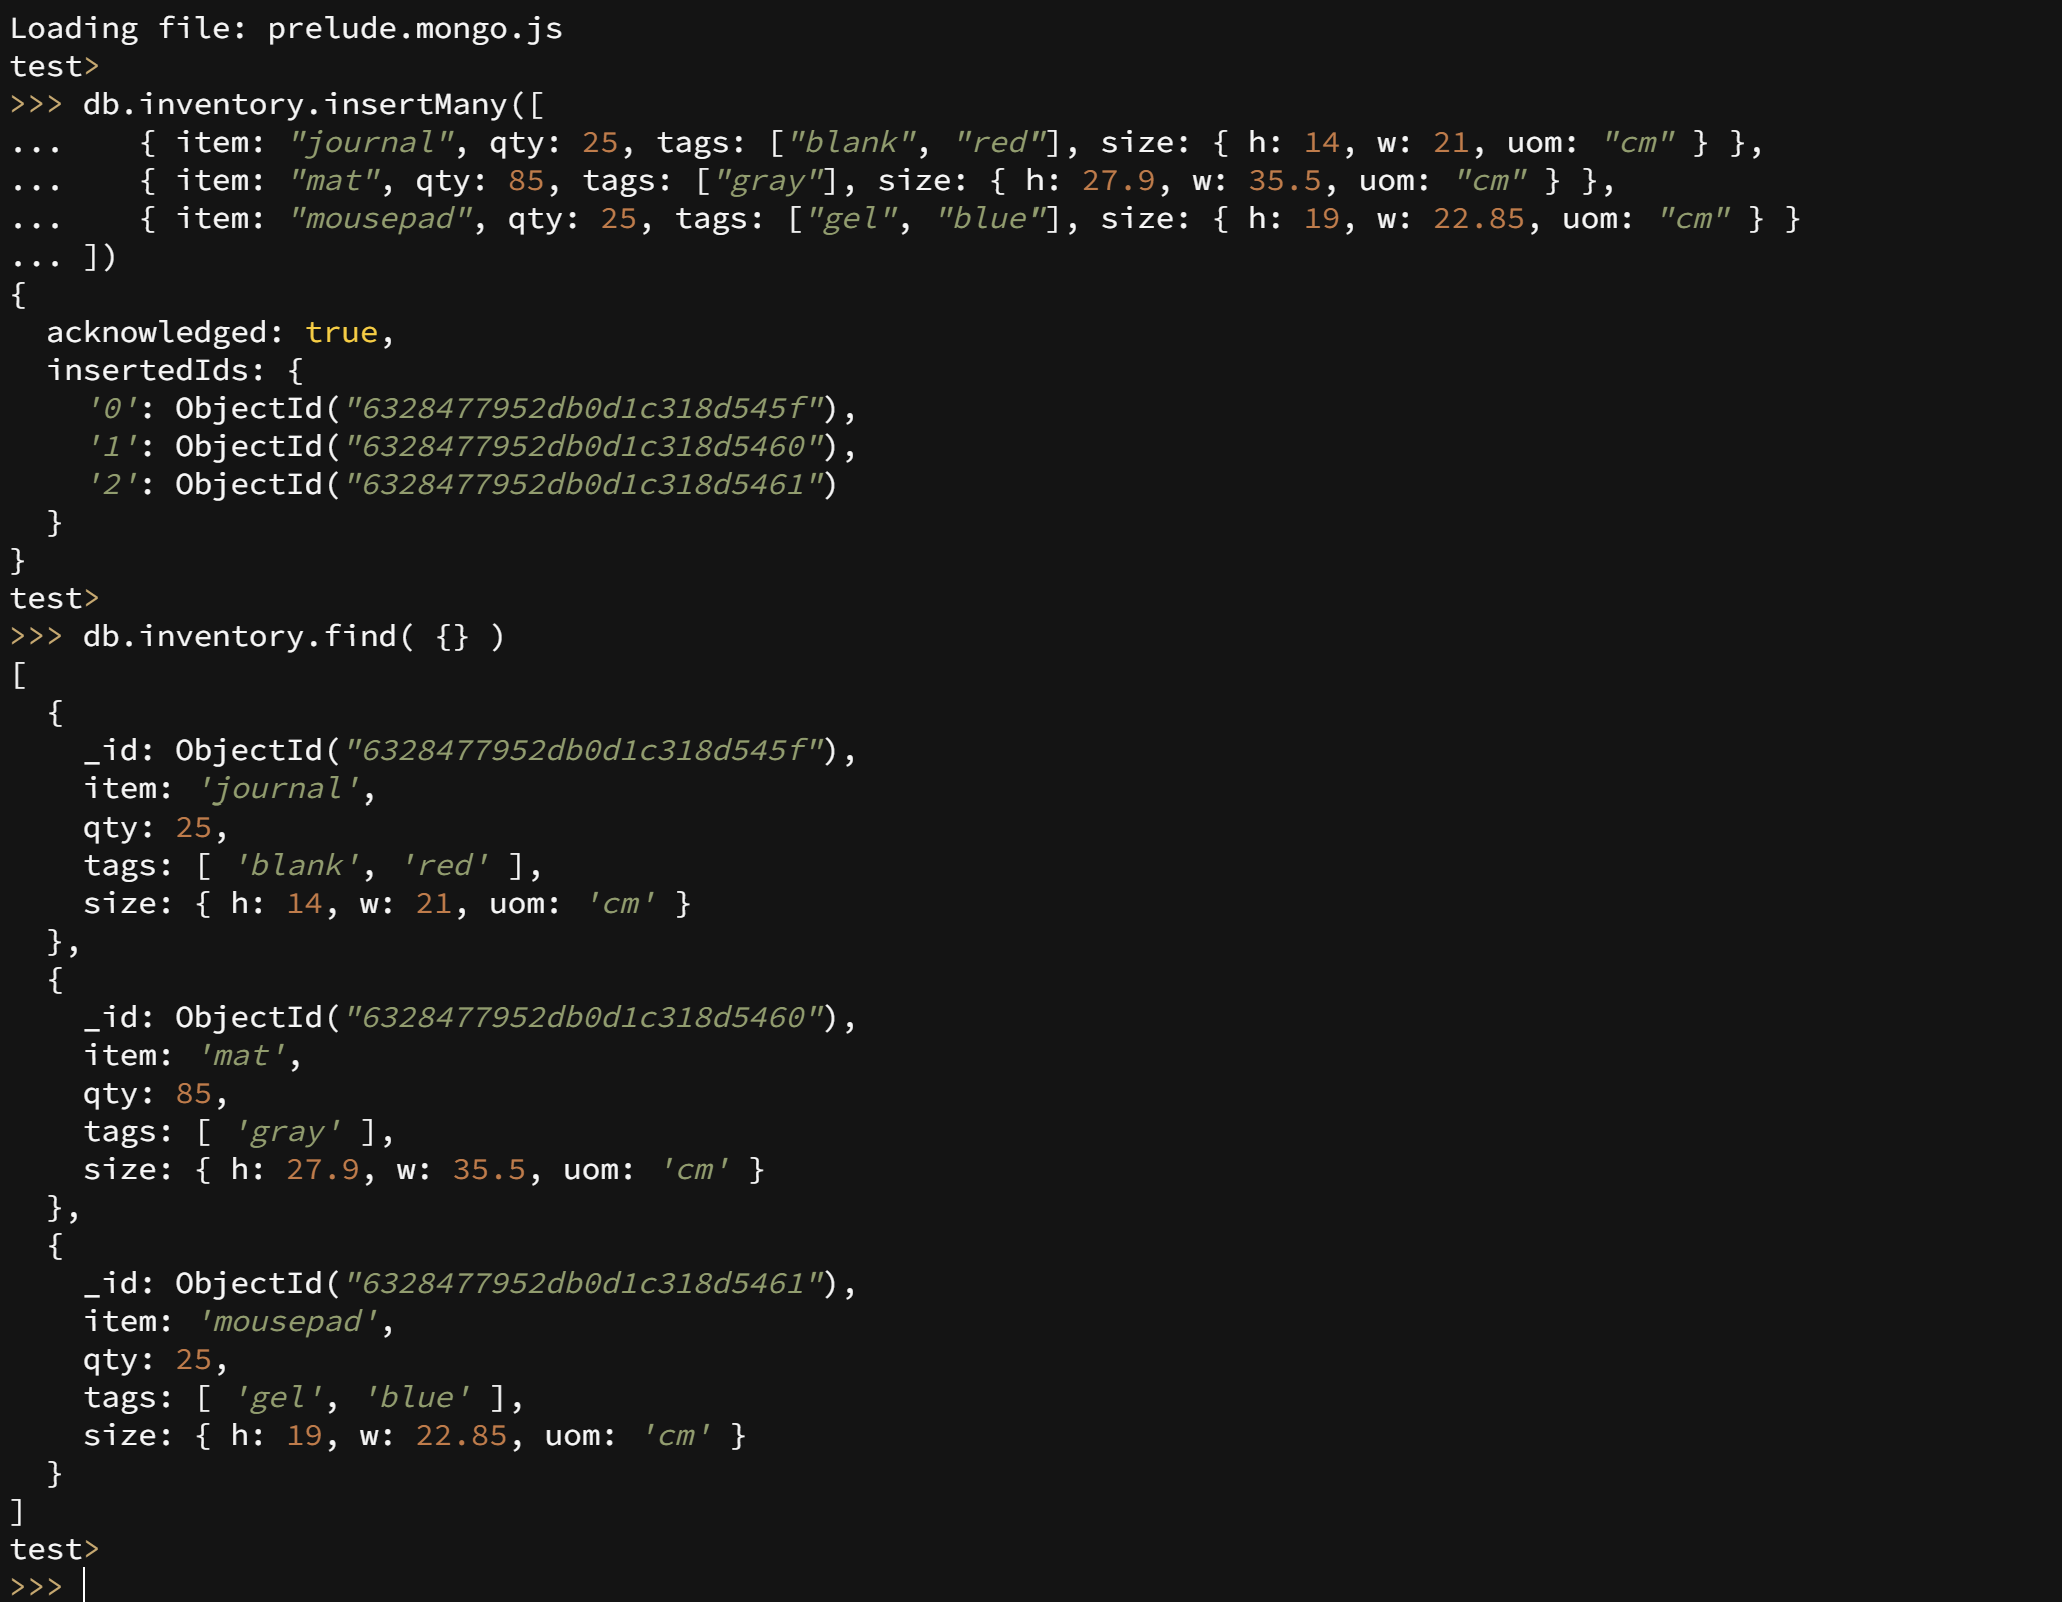 Loading file: prelude.mongo.js
test>
>>> db.inventory.insertMany([
...    { item: "journal", qty: 25, tags: ["blank", "red"], size: { h: 14, w: 21, uom: "cm" } },
...    { item: "mat", qty: 85, tags: ["gray"], size: { h: 27.9, w: 35.5, uom: "cm" } },
...    { item: "mousepad", qty: 25, tags: ["gel", "blue"], size: { h: 19, w: 22.85, uom: "cm" } }
... ])
{
  acknowledged: true,
  insertedIds: {
    '0': ObjectId("6328477952db0d1c318d545f"),
    '1': ObjectId("6328477952db0d1c318d5460"),
    '2': ObjectId("6328477952db0d1c318d5461")
  }
}
test>
>>> db.inventory.find( {} )
[
  {
    _id: ObjectId("6328477952db0d1c318d545f"),
    item: 'journal',
    qty: 25,
    tags: [ 'blank', 'red' ],
    size: { h: 14, w: 21, uom: 'cm' }
  },
  {
    _id: ObjectId("6328477952db0d1c318d5460"),
    item: 'mat',
    qty: 85,
    tags: [ 'gray' ],
    size: { h: 27.9, w: 35.5, uom: 'cm' }
  },
  {
    _id: ObjectId("6328477952db0d1c318d5461"),
    item: 'mousepad',
    qty: 25,
    tags: [ 'gel', 'blue' ],
    size: { h: 19, w: 22.85, uom: 'cm' }
  }
]
test>
>>>